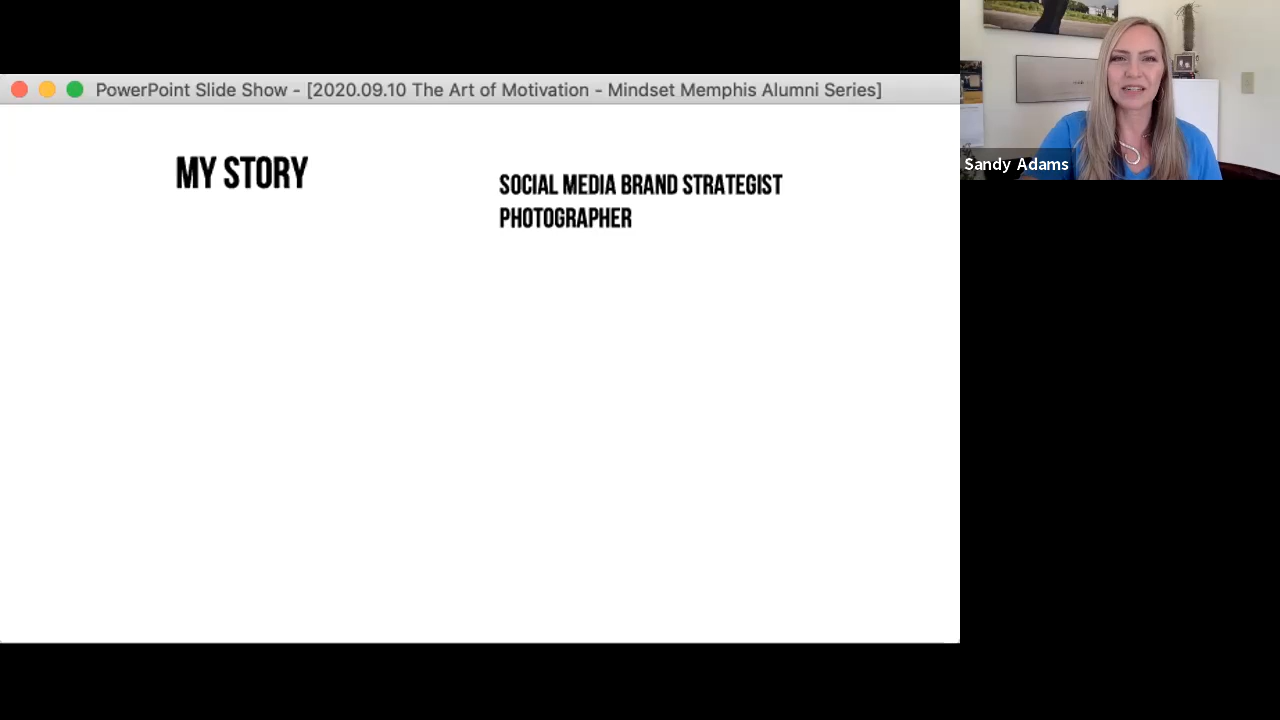 PowerPoint Slide Show - [2020.09.10 The Art of Motivation - Mindset Memphis Alumni Series]
MY STORY
SOCIAL MEDIA BRAND STRATEGIST
PHOTOGRAPHER
Sandy Adams